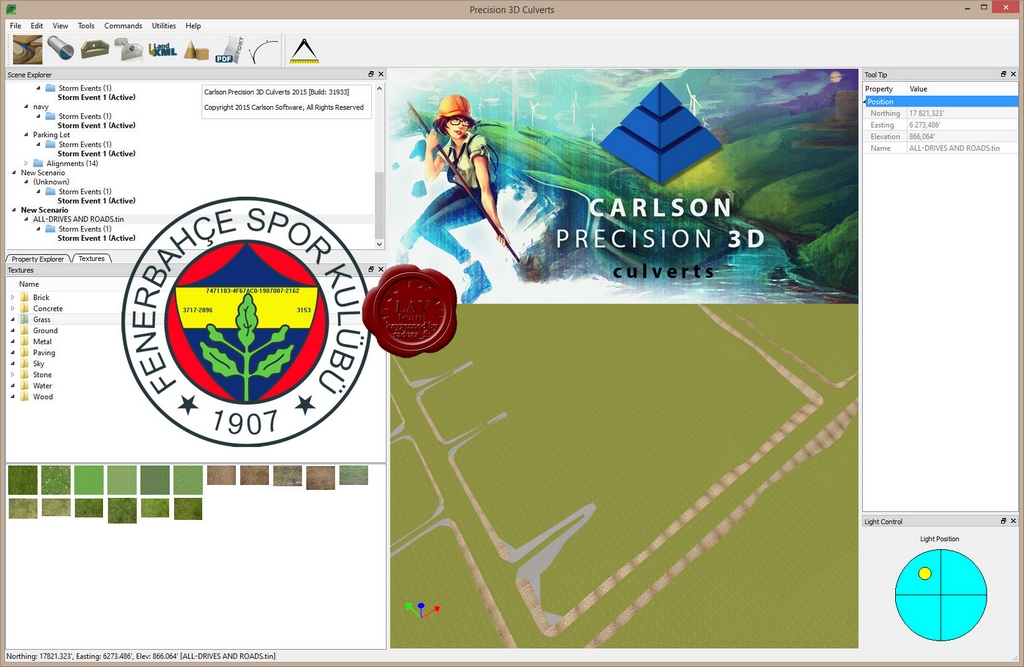 Precision 3D Culverts
File Edit View Tools Commands Utilities Help
Land XML
PDF
REPORT
Scene Explorer
Storm Events (1)
Storm Event 1 (Active)
navy
Storm Events (1)
Storm Event 1 (Active)
Parking Lot
Storm Events (1)
Storm Event 1 (Active)
Alignments (14)
New Scenario
(Unknown)
Storm Events (1)
Storm Event 1 (Active)
New Scenario
ALL-DRIVES AND ROADS.tin
Storm Events (1)
Storm Event 1 (Active)
Carlson Precision 3D Culverts 2015 [Build: 31933]
Copyright 2015 Carlson Software, All Rights Reserved
Property Explorer Textures
Textures
Name
Brick
Concrete
Grass
Ground
Metal
Paving
Sky
Stone
Water
Wood
FENERBAHÇE SPOR KULÜBÜ
7471103-4F67AC0-1907007-2162
3717-2896 3153
1907
LAV
team
CARLSON
PRECISION 3D
culverts
Tool Tip
Property Value
Position
Northing 17 821,323'
Easting 6 273,486'
Elevation 866,064'
Name ALL-DRIVES AND ROADS.tin
Light Control
Light Position
Northing: 17821.323', Easting: 6273.486', Elev: 866.064' [ALL-DRIVES AND ROADS.tin]